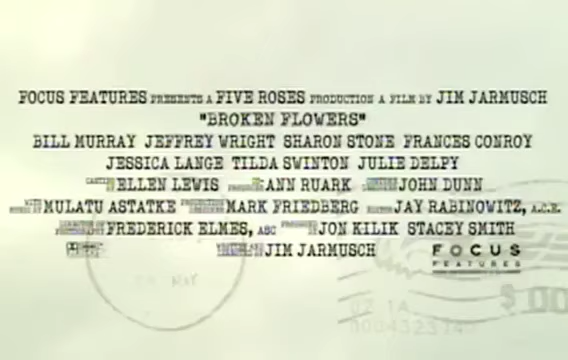 FOCUS FEATURES PRESENTS A FIVE ROSES PRODUCTION A FILM BY JIM JARMUSCH
"BROKEN FLOWERS"
BILL MURRAY JEFFREY WRIGHT SHARON STONE FRANCES CONROY
JESSICA LANGE TILDA SWINTON JULIE DELPY
ELLEN LEWIS ANN RUARK JOHN DUNN
MULATU ASTATKE MARK FRIEDBERG JAY RABINOWITZ, A.C.E.
FREDERICK ELMES, ASC JON KILIK STACEY SMITH
JIM JARMUSCH FOCUS
FEATURES
MAY
$ 00